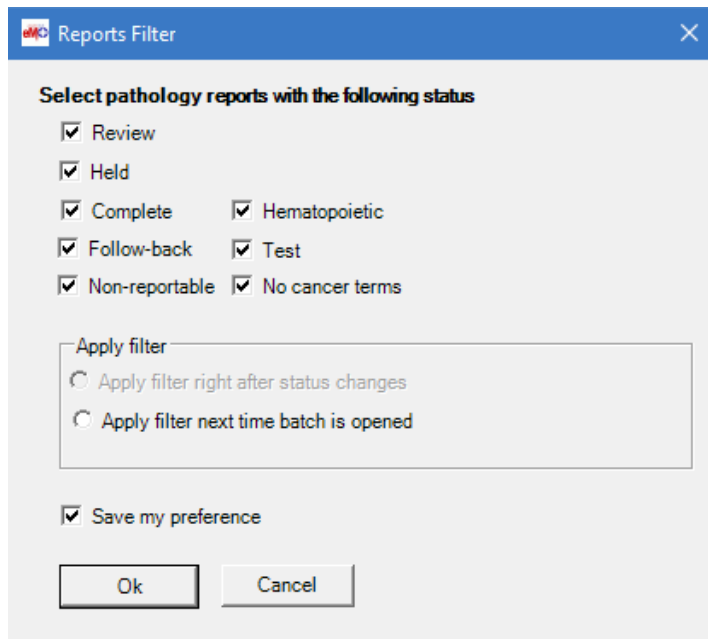 eMC Reports Filter
Select pathology reports with the following status
Review
Held
Complete Hematopoietic
Follow-back Test
Non-reportable No cancer terms
Apply filter
Apply filter right after status changes
Apply filter next time batch is opened
Save my preference
Ok Cancel